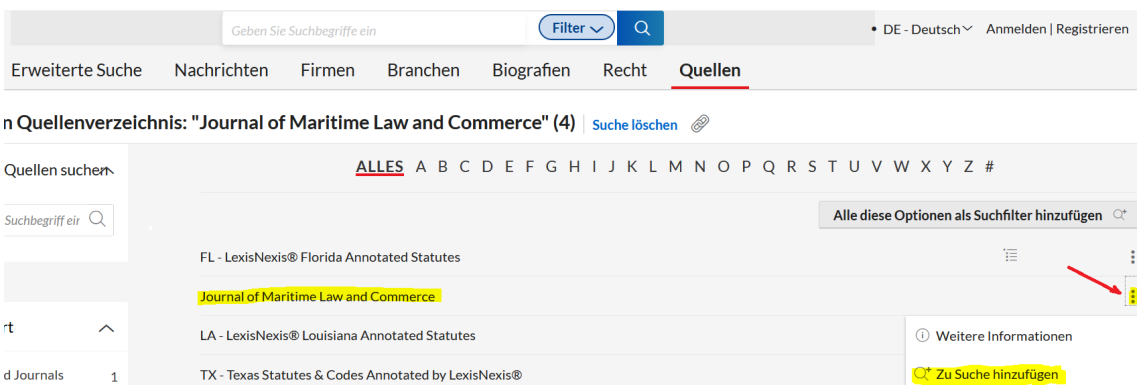 Geben Sie Suchbegriffe ein
Filter
DE - Deutsch
Anmelden | Registrieren
Erweiterte Suche Nachrichten Firmen Branchen Biografien Recht Quellen
n Quellenverzeichnis: "Journal of Maritime Law and Commerce" (4) | Suche löschen
Quellen suchen
ALLES A B C D E F G H I J K L M N O P Q R S T U V W X Y Z #
Suchbegriff eir
Alle diese Optionen als Suchfilter hinzufügen
FL - LexisNexis® Florida Annotated Statutes
Journal of Maritime Law and Commerce
rt
LA - LexisNexis® Louisiana Annotated Statutes
Weitere Informationen
d Journals 1
TX - Texas Statutes & Codes Annotated by LexisNexis®
Zu Suche hinzufügen